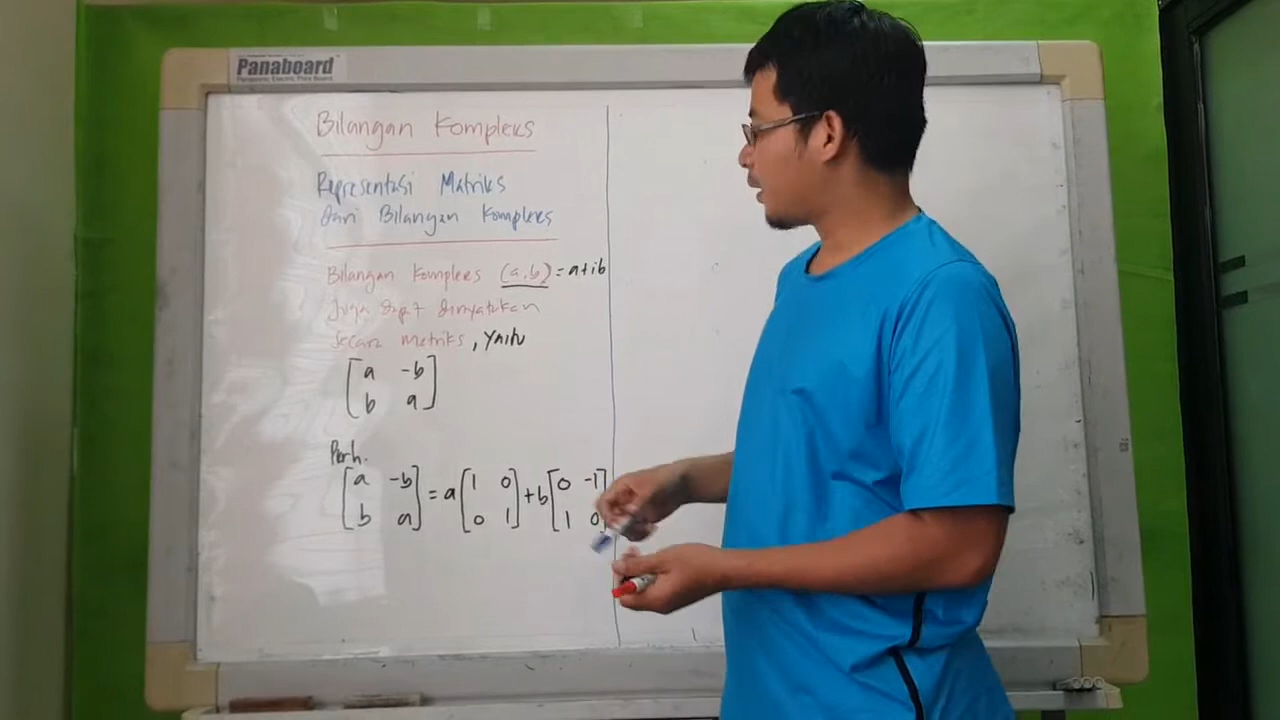 Panaboard
Bilangan Kompleks
Representasi Matriks
Dari Bilangan Kompleks
Bilangan Kompleks (a,b) = a+ib
Juga dapat dinyatakan
secara metriks, yaitu
[a -b
b a]
Perh.
[a -b
b a] = a [1 0
0 1] + b [0 -1
1 0]